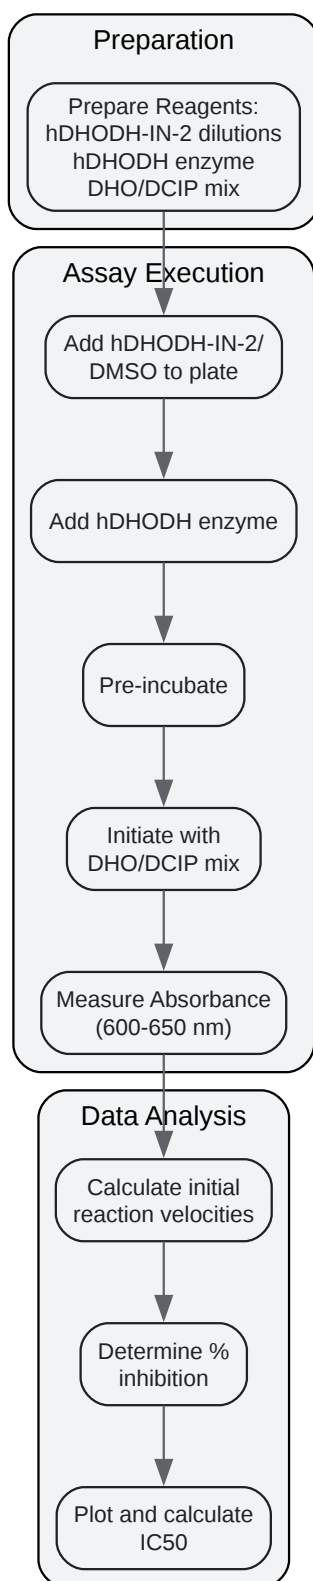 Preparation
Prepare Reagents:
hDHODH-IN-2 dilutions
hDHODH enzyme
DHO/DCIP mix
Assay Execution
Add hDHODH-IN-2/
DMSO to plate
Add hDHODH enzyme
Pre-incubate
Initiate with
DHO/DCIP mix
Measure Absorbance
(600-650 nm)
Data Analysis
Calculate initial
reaction velocities
Determine %
inhibition
Plot and calculate
IC50